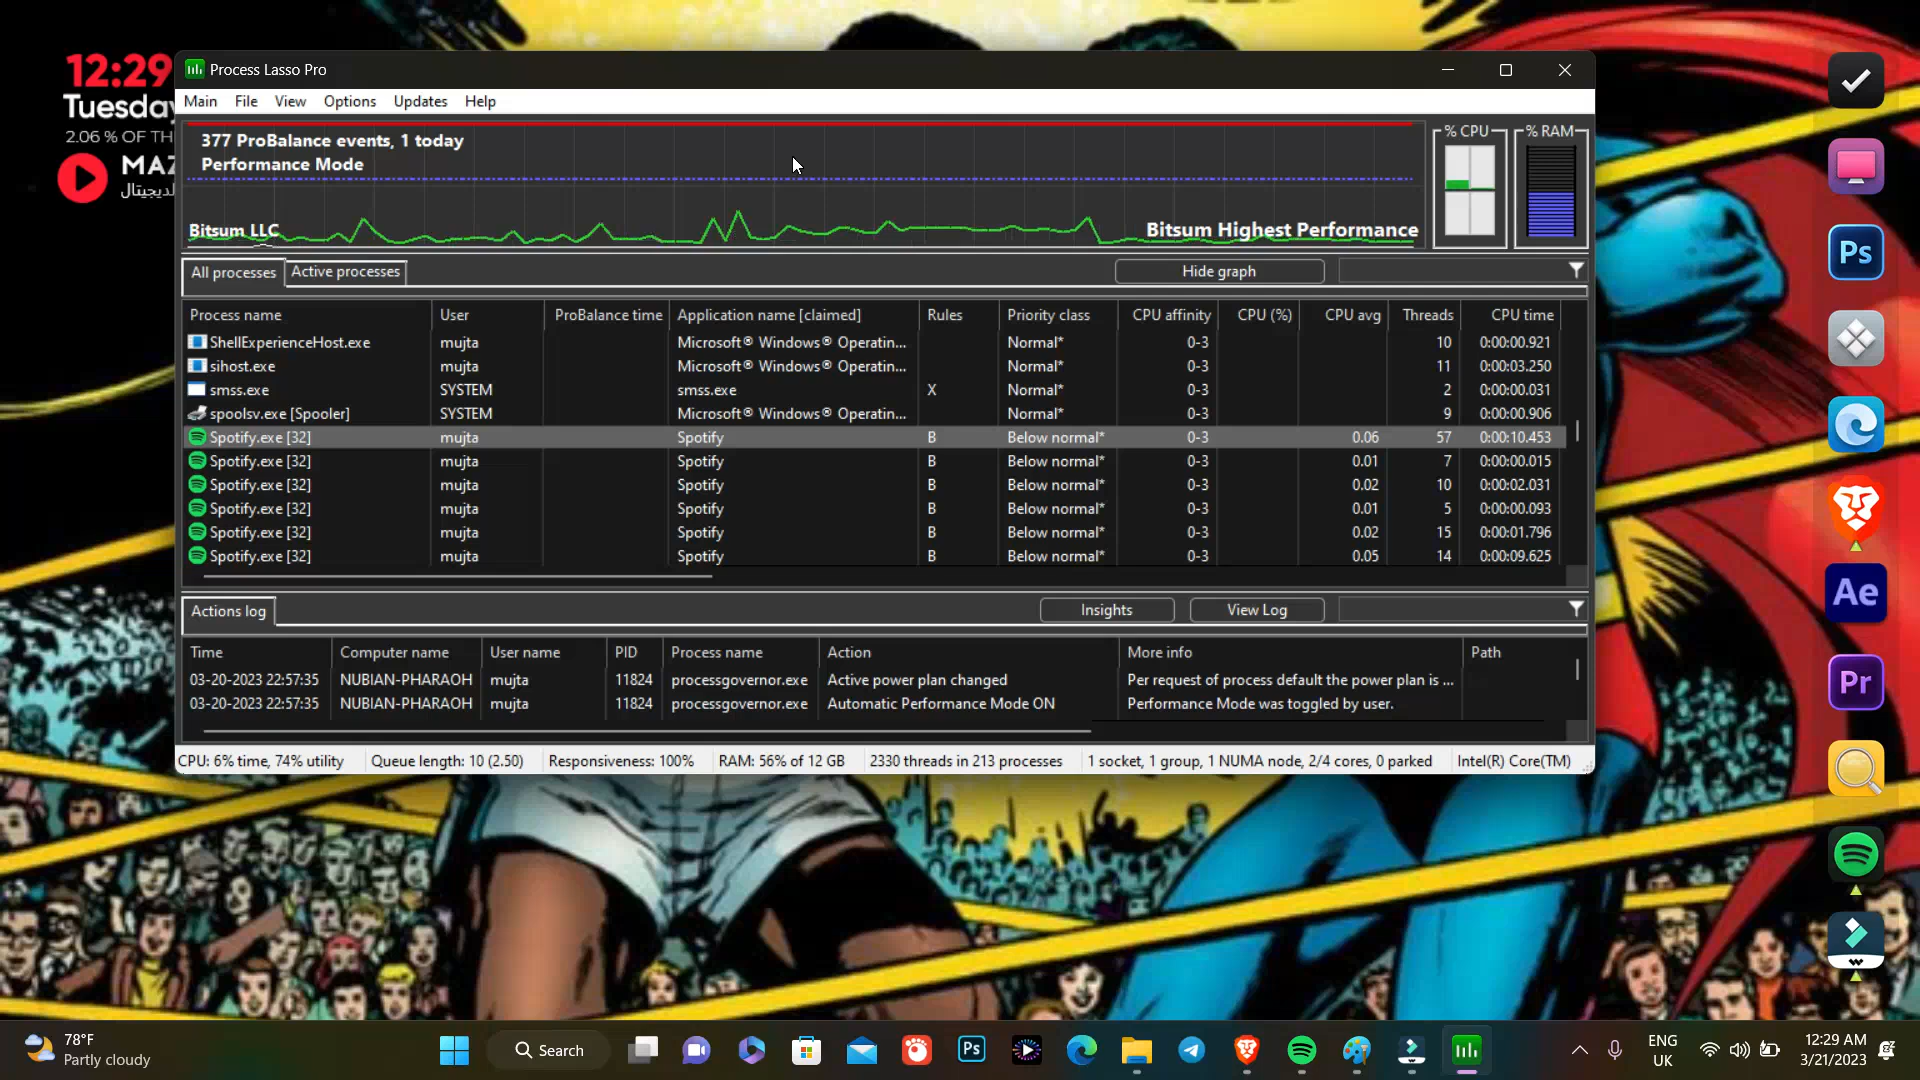 12:29
Tuesday
2.06 % OF TH
MAZ
لديجيتال
Process Lasso Pro
Main File View Options Updates Help
377 ProBalance events, 1 today
Performance Mode
Bitsum LLC
Bitsum Highest Performance
% CPU
% RAM
All processes
Active processes
Hide graph
Process name User ProBalance time Application name [claimed] Rules Priority class CPU affinity CPU (%) CPU avg Threads CPU time
ShellExperienceHost.exe mujta Microsoft® Windows® Operatin... Normal* 0-3 10 0:00:00.921
sihost.exe mujta Microsoft® Windows® Operatin... Normal* 0-3 11 0:00:03.250
smss.exe SYSTEM smss.exe X Normal* 0-3 2 0:00:00.031
spoolsv.exe [Spooler] SYSTEM Microsoft® Windows® Operatin... Normal* 0-3 9 0:00:00.906
Spotify.exe [32] mujta Spotify B Below normal* 0-3 0.06 57 0:00:10.453
Spotify.exe [32] mujta Spotify B Below normal* 0-3 0.01 7 0:00:00.015
Spotify.exe [32] mujta Spotify B Below normal* 0-3 0.02 10 0:00:02.031
Spotify.exe [32] mujta Spotify B Below normal* 0-3 0.01 5 0:00:00.093
Spotify.exe [32] mujta Spotify B Below normal* 0-3 0.02 15 0:00:01.796
Spotify.exe [32] mujta Spotify B Below normal* 0-3 0.05 14 0:00:09.625
Actions log
Insights
View Log
Time Computer name User name PID Process name Action More info Path
03-20-2023 22:57:35 NUBIAN-PHARAOH mujta 11824 processgovernor.exe Active power plan changed Per request of process default the power plan is ...
03-20-2023 22:57:35 NUBIAN-PHARAOH mujta 11824 processgovernor.exe Automatic Performance Mode ON Performance Mode was toggled by user.
CPU: 6% time, 74% utility Queue length: 10 (2.50) Responsiveness: 100% RAM: 56% of 12 GB 2330 threads in 213 processes 1 socket, 1 group, 1 NUMA node, 2/4 cores, 0 parked Intel(R) Core(TM)
Ps
Ae
Pr
78°F
Partly cloudy
Search
Ps
ENG
UK
12:29 AM
3/21/2023